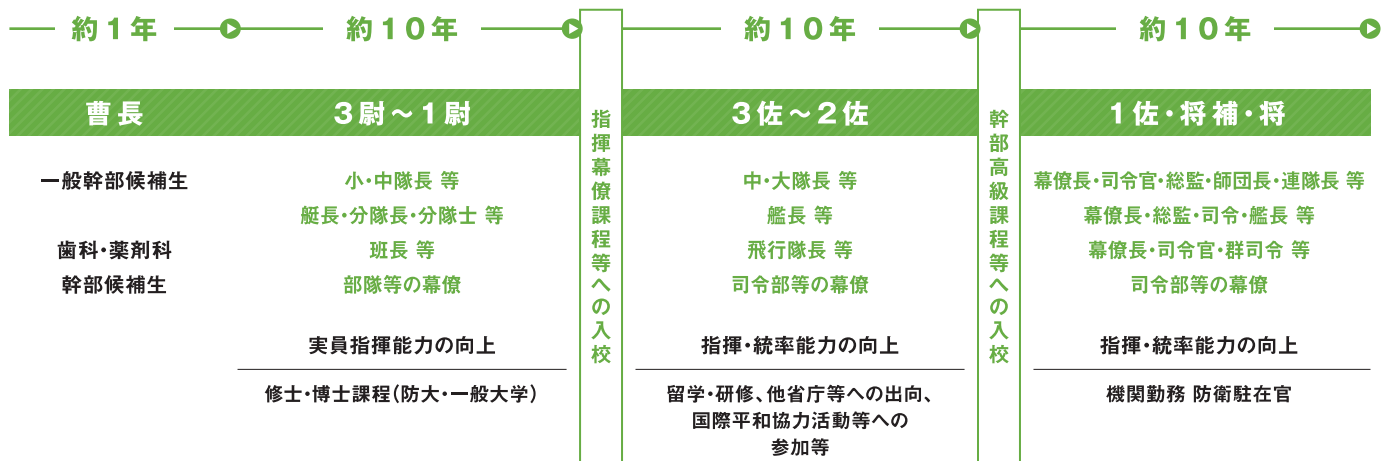 約1年
約10年
約10年
約10年
曹長
3尉～1尉
3佐～2佐
1佐・将補・将
一般幹部候補生
歯科・薬剤科
幹部候補生
小・中隊長 等
艇長・分隊長・分隊士 等
班長 等
部隊等の幕僚
実員指揮能力の向上
修士・博士課程（防大・一般大学）
指揮幕僚課程等への入校
中・大隊長 等
艦長 等
飛行隊長 等
司令部等の幕僚
指揮・統率能力の向上
留学・研修、他省庁等への出向、
国際平和協力活動等への
参加等
幹部高級課程等への入校
幕僚長・司令官・総監・師団長・連隊長 等
幕僚長・総監・司令・艦長 等
幕僚長・司令官・群司令 等
司令部等の幕僚
指揮・統率能力の向上
機関勤務 防衛駐在官